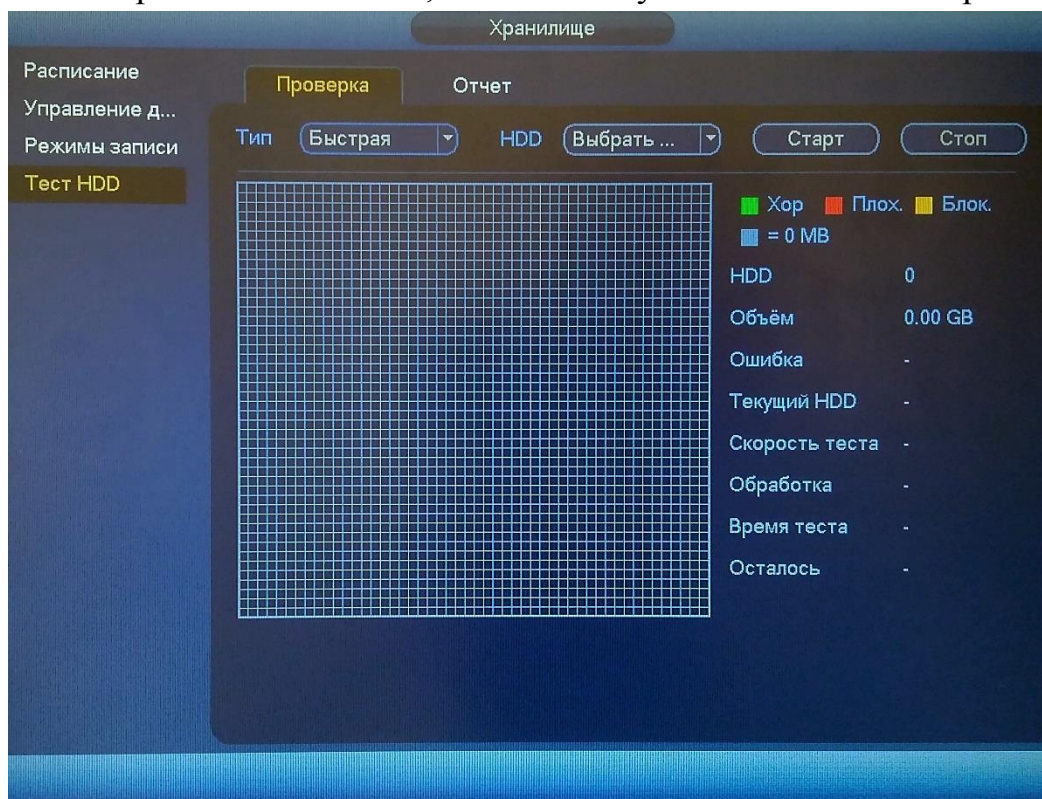 Хранилище
Расписание
Управление д...
Режимы записи
Тест HDD
Проверка Отчет
Тип Быстрая HDD Выбрать ... Старт Стоп
Хор Плох. Блок.
= 0 MB
HDD 0
Объём 0.00 GB
Ошибка -
Текущий HDD -
Скорость теста -
Обработка -
Время теста -
Осталось -